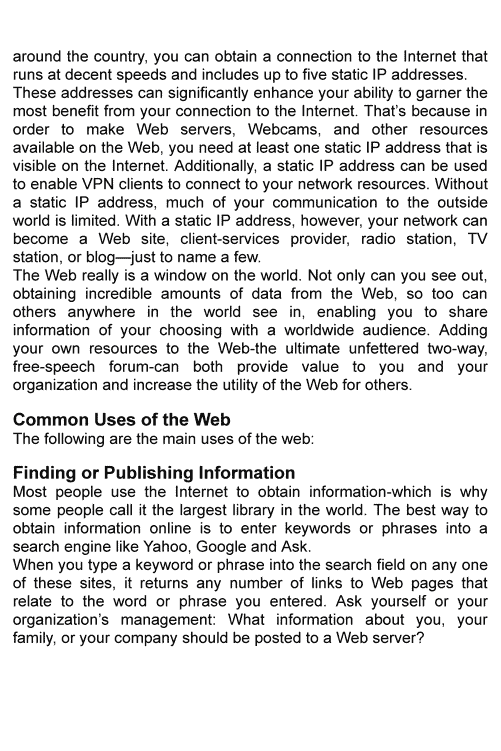 around the country, you can obtain a connection to the Internet that
runs at decent speeds and includes up to five static IP addresses.
These addresses can significantly enhance your ability to garner the
most benefit from your connection to the Internet. That’s because in
order to make Web servers, Webcams, and other resources
available on the Web, you need at least one static IP address that is
visible on the Internet. Additionally, a static IP address can be used
to enable VPN clients to connect to your network resources. Without
a static IP address, much of your communication to the outside
world is limited. With a static IP address, however, your network can
become a Web site, client-services provider, radio station, TV
station, or blog—just to name a few.
The Web really is a window on the world. Not only can you see out,
obtaining incredible amounts of data from the Web, so too can
others anywhere in the world see in, enabling you to share
information of your choosing with a worldwide audience. Adding
your own resources to the Web-the ultimate unfettered two-way,
free-speech forum-can both provide value to you and your
organization and increase the utility of the Web for others.
Common Uses of the Web
The following are the main uses of the web:
Finding or Publishing Information
Most people use the Internet to obtain information-which is why
some people call it the largest library in the world. The best way to
obtain information online is to enter keywords or phrases into a
search engine like Yahoo, Google and Ask.
When you type a keyword or phrase into the search field on any one
of these sites, it returns any number of links to Web pages that
relate to the word or phrase you entered. Ask yourself or your
organization’s management: What information about you, your
family, or your company should be posted to a Web server?